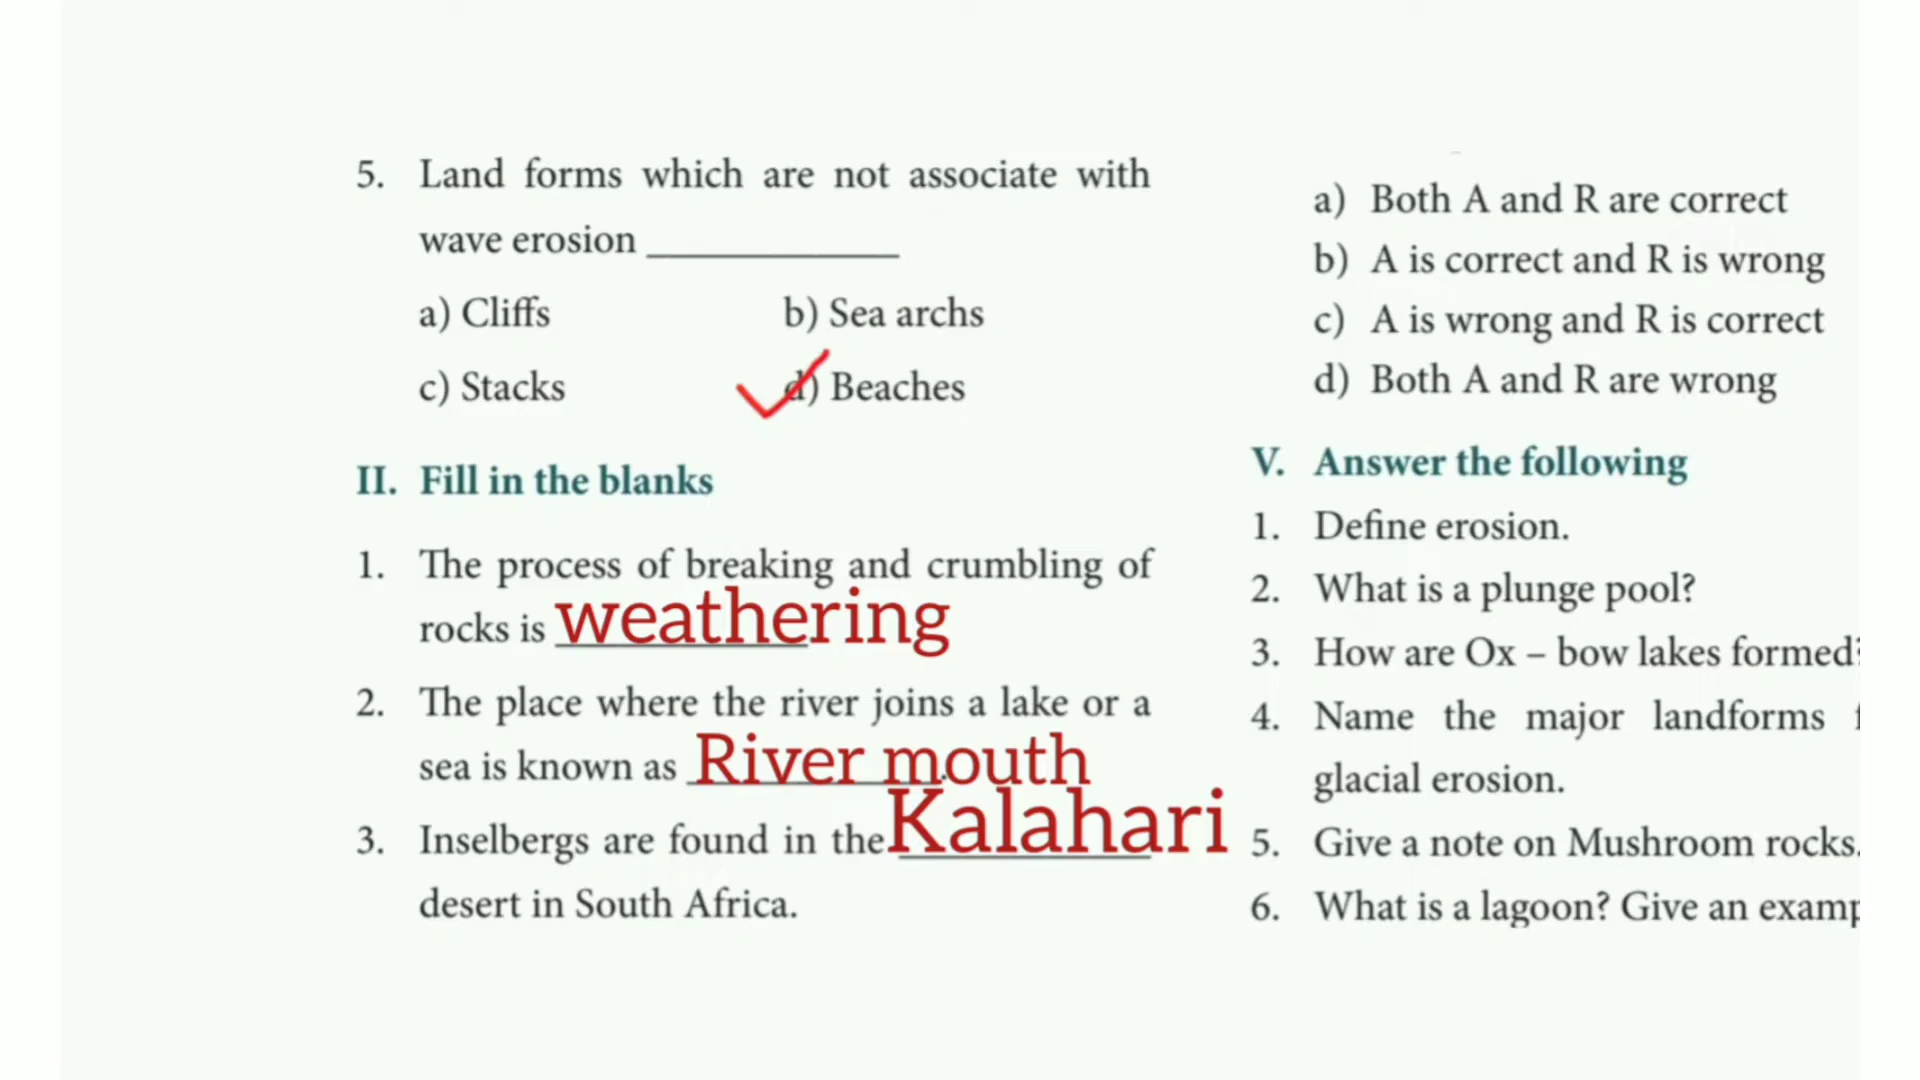 5. Land forms which are not associate with
wave erosion ____________
a) Cliffs b) Sea archs
c) Stacks d) Beaches
II. Fill in the blanks
1. The process of breaking and crumbling of
rocks is weathering
2. The place where the river joins a lake or a
sea is known as River mouth.
3. Inselbergs are found in the Kalahari
desert in South Africa.
a) Both A and R are correct
b) A is correct and R is wrong
c) A is wrong and R is correct
d) Both A and R are wrong
V. Answer the following
1. Define erosion.
2. What is a plunge pool?
3. How are Ox – bow lakes formed?
4. Name the major landforms
glacial erosion.
5. Give a note on Mushroom rocks.
6. What is a lagoon? Give an examp